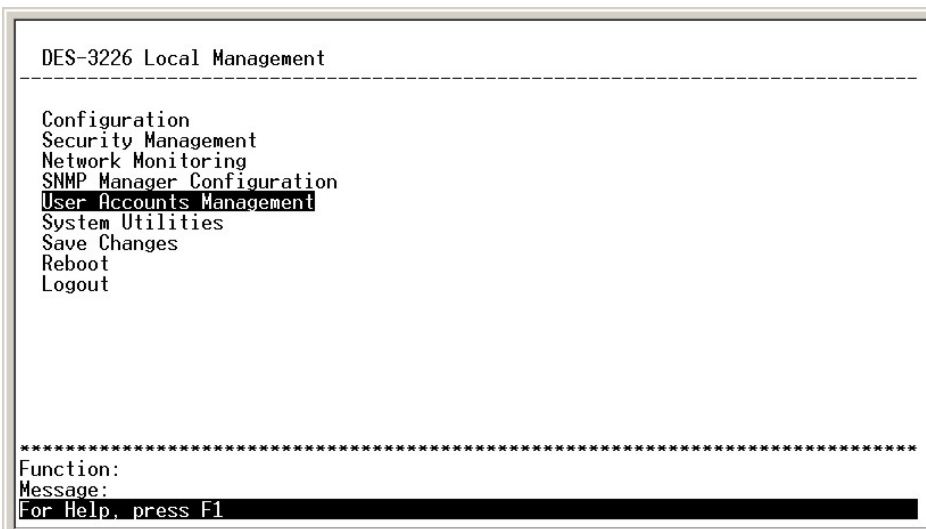 DES-3226 Local Management
--------------------------------------------------------------------------------
Configuration
Security Management
Network Monitoring
SNMP Manager Configuration
User Accounts Management
System Utilities
Save Changes
Reboot
Logout
********************************************************************************
Function:
Message:
For Help, press F1